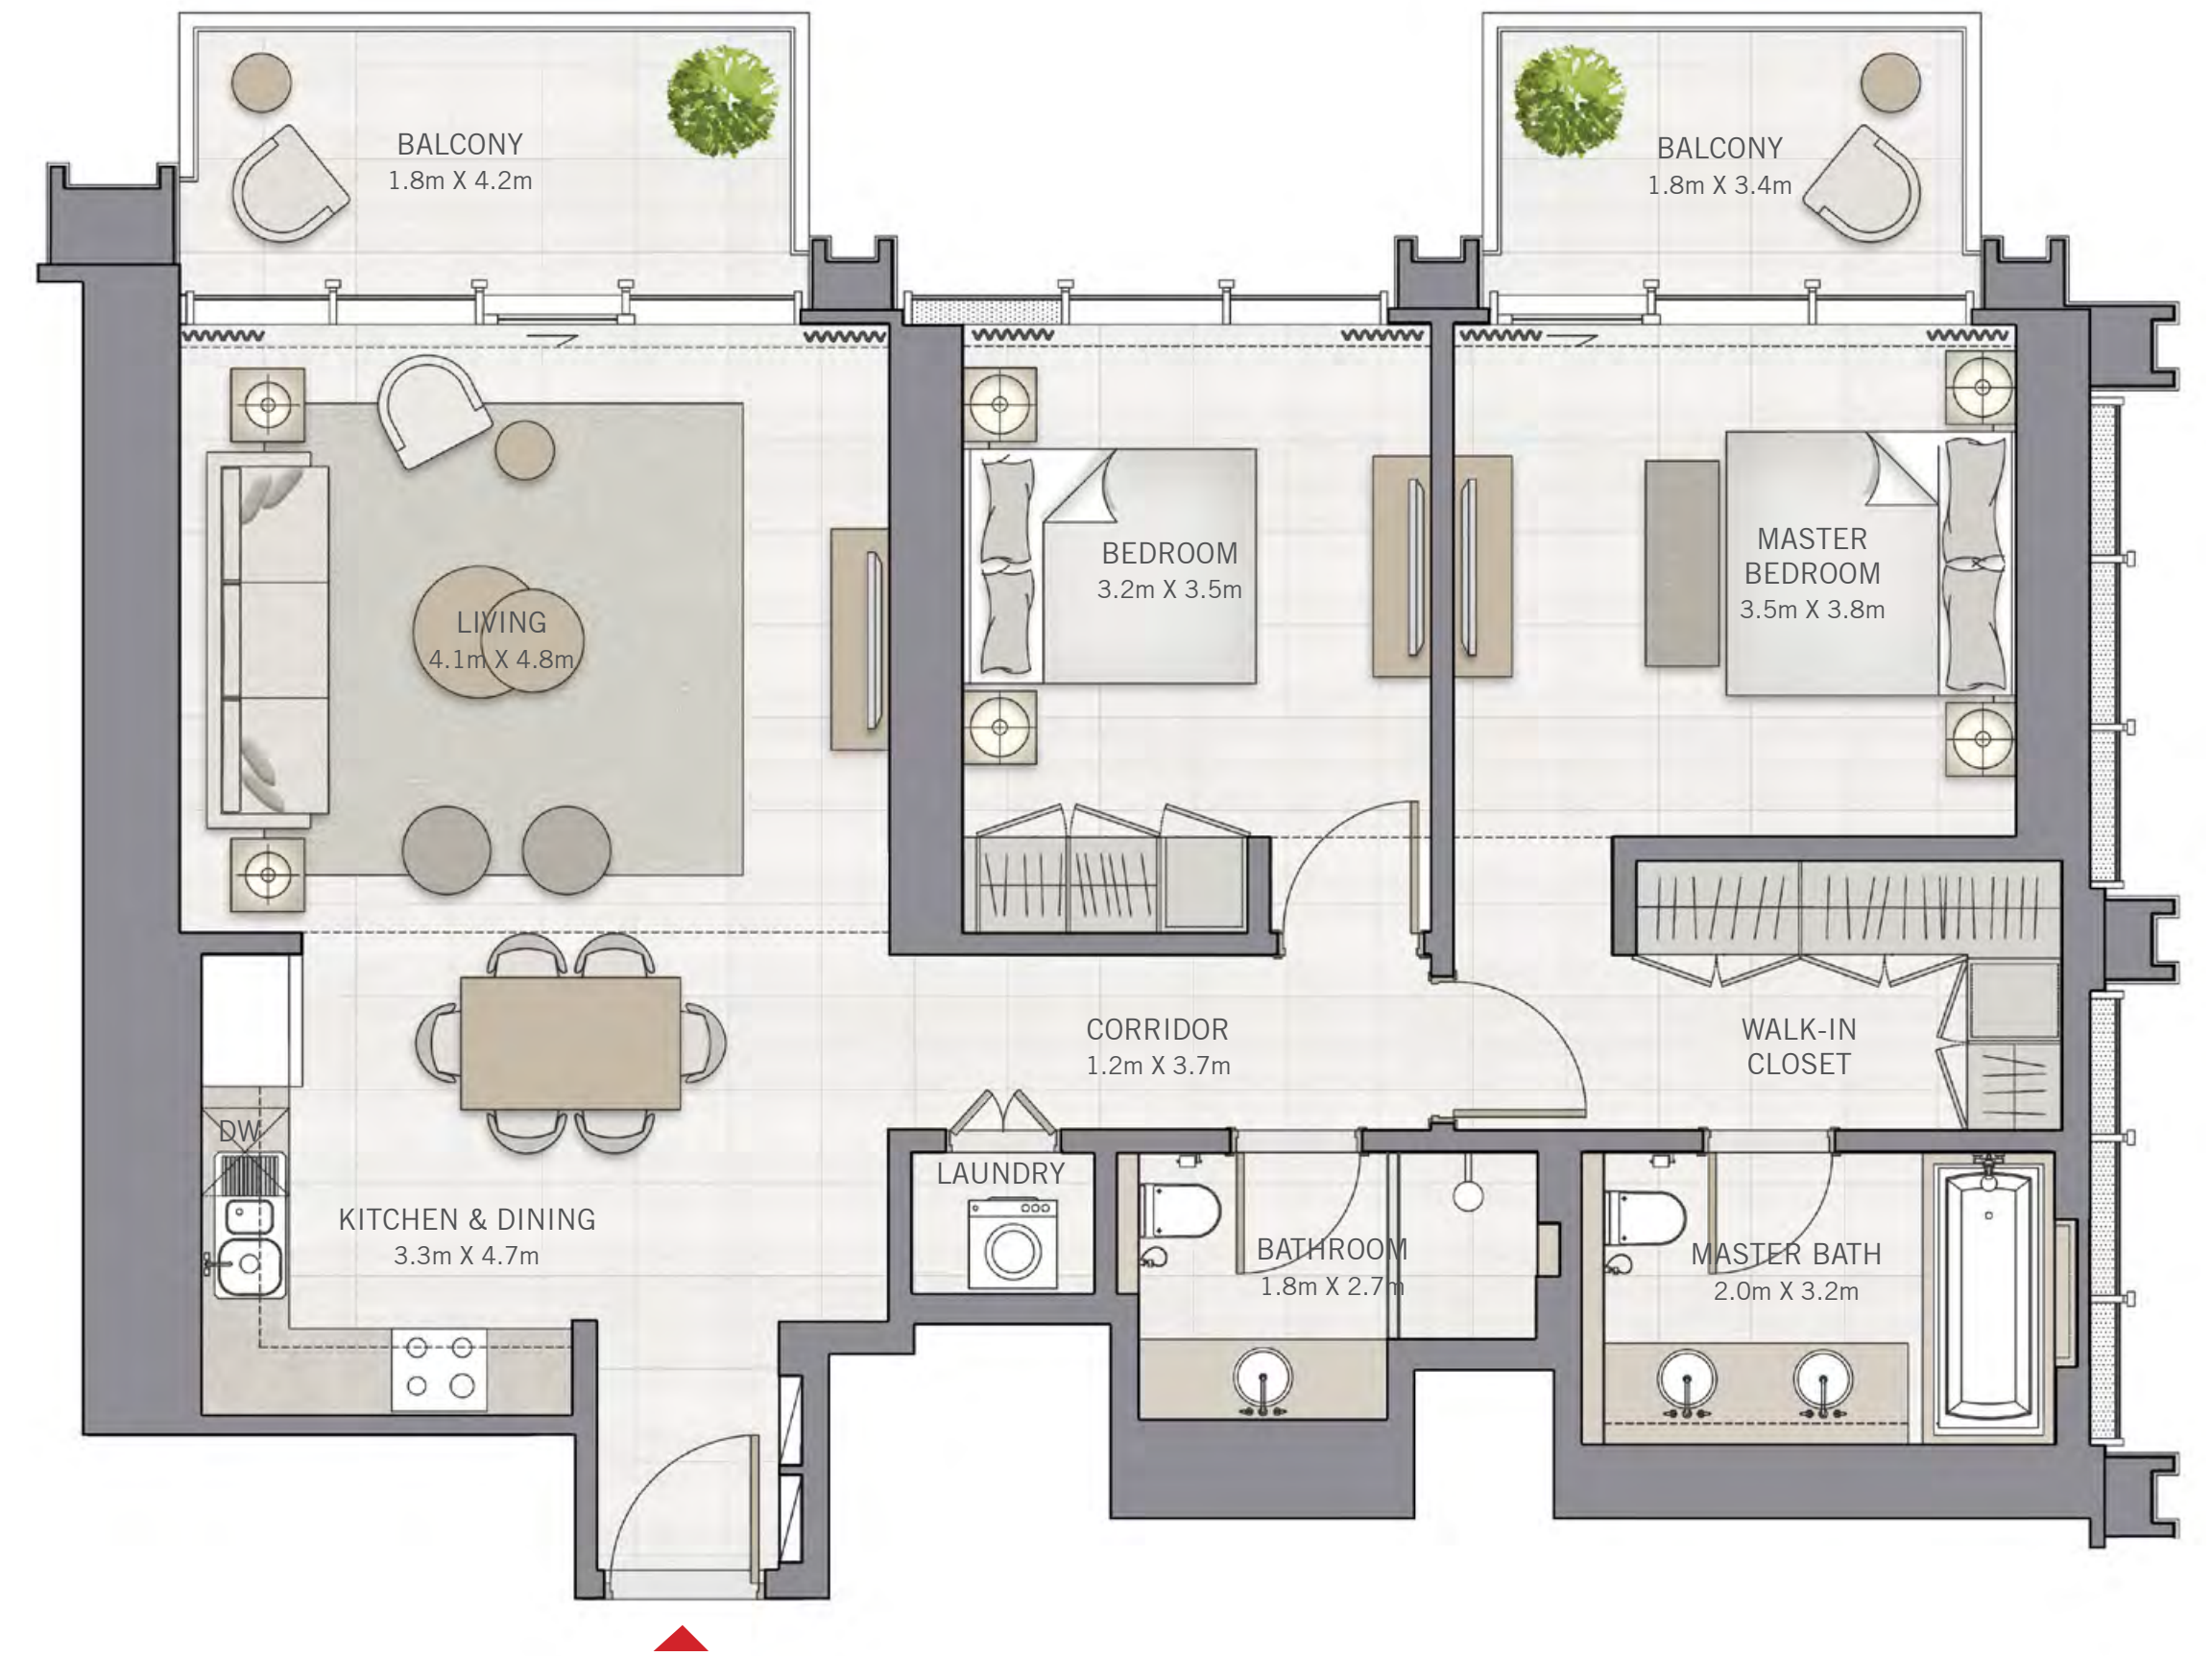 BALCONY
1.8m X 4.2m
BALCONY
1.8m X 3.4m
LIVING
4.1m X 4.8m
BEDROOM
3.2m X 3.5m
MASTER
BEDROOM
3.5m X 3.8m
CORRIDOR
1.2m X 3.7m
WALK-IN
CLOSET
DW
LAUNDRY
KITCHEN & DINING
3.3m X 4.7m
BATHROOM
1.8m X 2.7m
MASTER BATH
2.0m X 3.2m